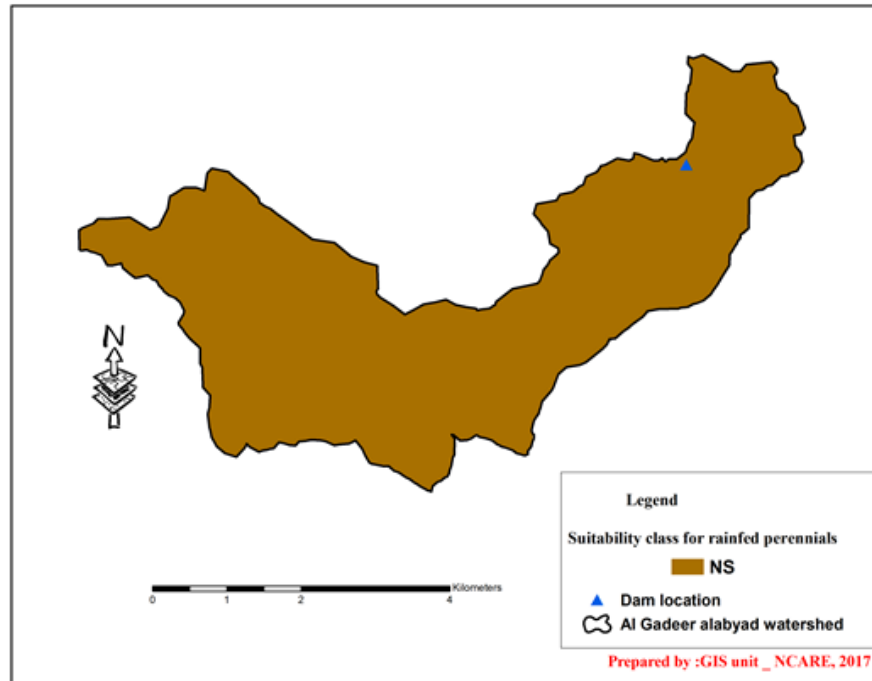 N
Kilometers
0 1 2 4
Legend
Suitability class for rainfed perennials
NS
Dam location
Al Gadeer alabyad watershed
Prepared by :GIS unit _ NCARE, 2017